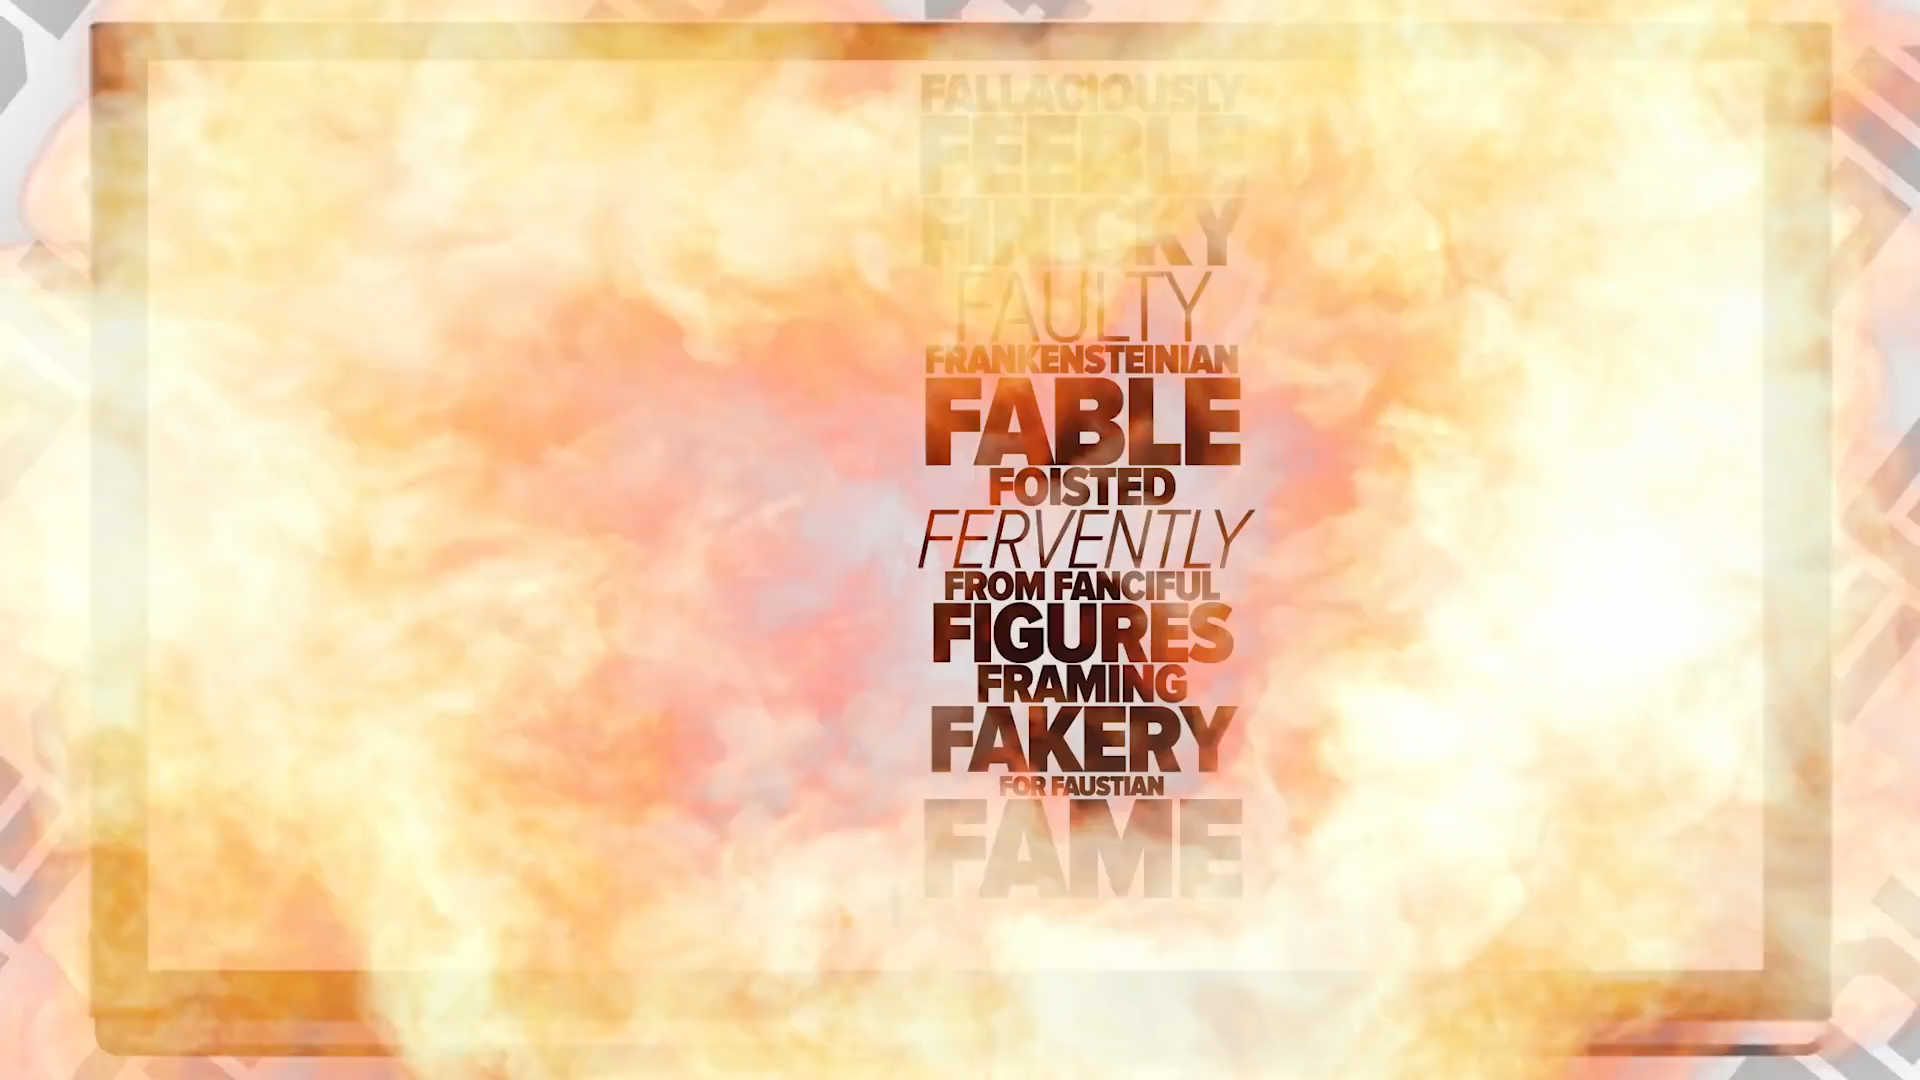 FALLACIOUSLY
FEEBLE
FINICKY
FAULTY
FRANKENSTEINIAN
FABLE
FOISTED
FERVENTLY
FROM FANCIFUL
FIGURES
FRAMING
FAKERY
FOR FAUSTIAN
FAME